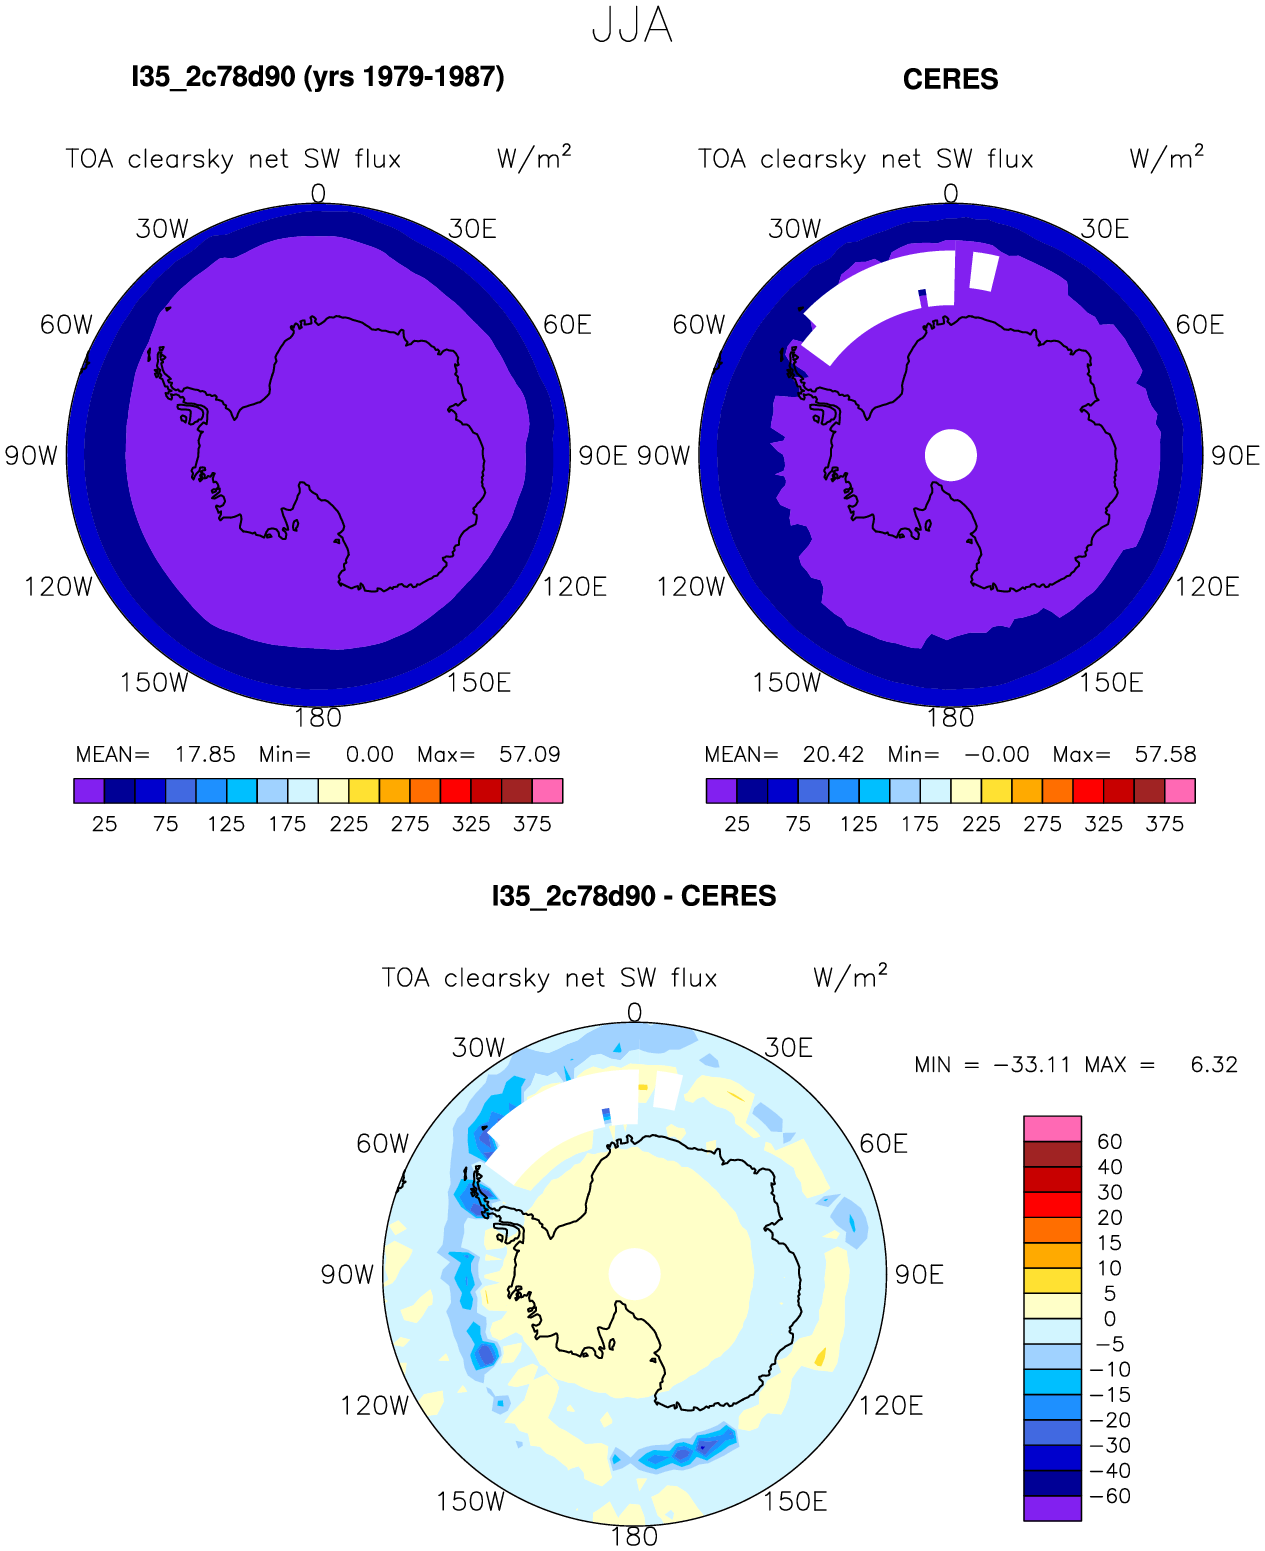 JJA
I35_2c78d90 (yrs 1979-1987)
CERES
TOA clearsky net SW flux W/m²
TOA clearsky net SW flux W/m²
0
30W 30E
60W 60E
90W 90E
120W 120E
150W 150E
180
0
30W 30E
60W 60E
90W 90E
120W 120E
150W 150E
180
MEAN= 17.85 Min= 0.00 Max= 57.09
25 75 125 175 225 275 325 375
MEAN= 20.42 Min= −0.00 Max= 57.58
25 75 125 175 225 275 325 375
I35_2c78d90 - CERES
TOA clearsky net SW flux W/m²
0
30W 30E
60W 60E
90W 90E
120W 120E
150W 150E
180
MIN = −33.11 MAX = 6.32
60
40
30
20
15
10
5
0
−5
−10
−15
−20
−30
−40
−60